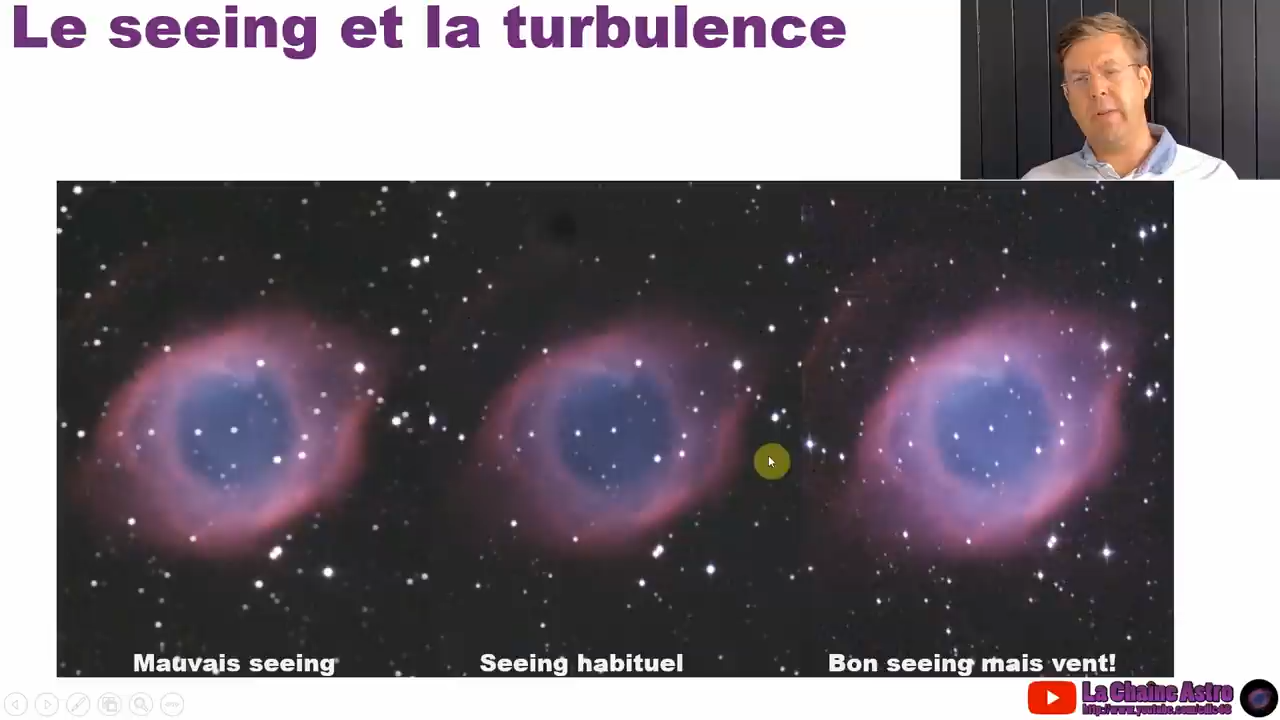 Le seeing et la turbulence
Mauvais seeing
Seeing habituel
Bon seeing mais vent!
La Chaîne Astro